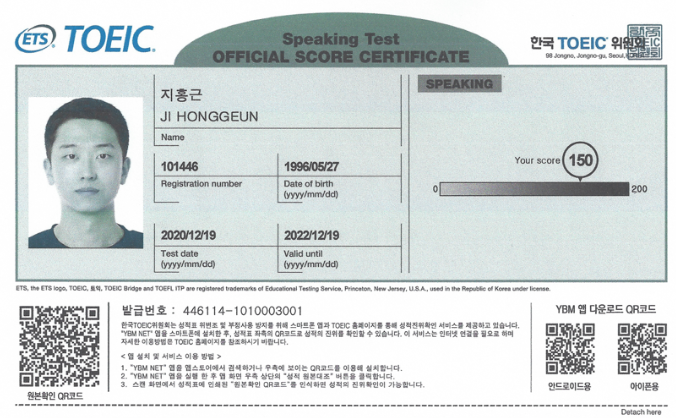 ETS TOEIC.
Speaking Test
OFFICIAL SCORE CERTIFICATE
한국 TOEIC 위원회
98 Jongno, Jongno-gu, Seoul,
지흥근
JI HONGGEUN
Name
101446
Registration number
1996/05/27
Date of birth
(yyyy/mm/dd)
2020/12/19
Test date
(yyyy/mm/dd)
2022/12/19
Valid until
(yyyy/mm/dd)
SPEAKING
Your score 150
0 200
ETS, the ETS logo, TOEIC, 토익, TOEIC Bridge and TOEFL ITP are registered trademarks of Educational Testing Service, Princeton, New Jersey, U.S.A., used in the Republic of Korea under license.
원본확인 QR코드
발급번호 : 446114-1010003001
한국TOEIC위원회는 성적표 위변조 및 부정사용 방지를 위해 스마트폰 앱과 TOEIC 홈페이지를 통해 성적진위확인 서비스를 제공하고 있습니다.
"YBM NET" 앱을 스마트폰에 설치한 후, 성적표 좌측의 QR코드로 성적의 진위를 확인할 수 있습니다. 이 서비스는 인터넷 연결을 필요로 하며
자세한 이용방법은 TOEIC 홈페이지를 참조하시기 바랍니다.
< 앱 설치 및 서비스 이용 방법 >
1. "YBM NET" 앱을 앱스토어에서 검색하거나 우측에 보이는 QR코드를 이용해 설치합니다.
2. "YBM NET" 앱을 실행 한 후 앱 화면 우측 상단의 "성적 원본대조" 버튼을 클릭합니다.
3. 스캔 화면에서 성적표에 인쇄된 "원본확인 QR코드"를 인식하면 성적의 진위확인이 가능합니다.
YBM 앱 다운로드 QR코드
안드로이드용
아이폰용
Detach here